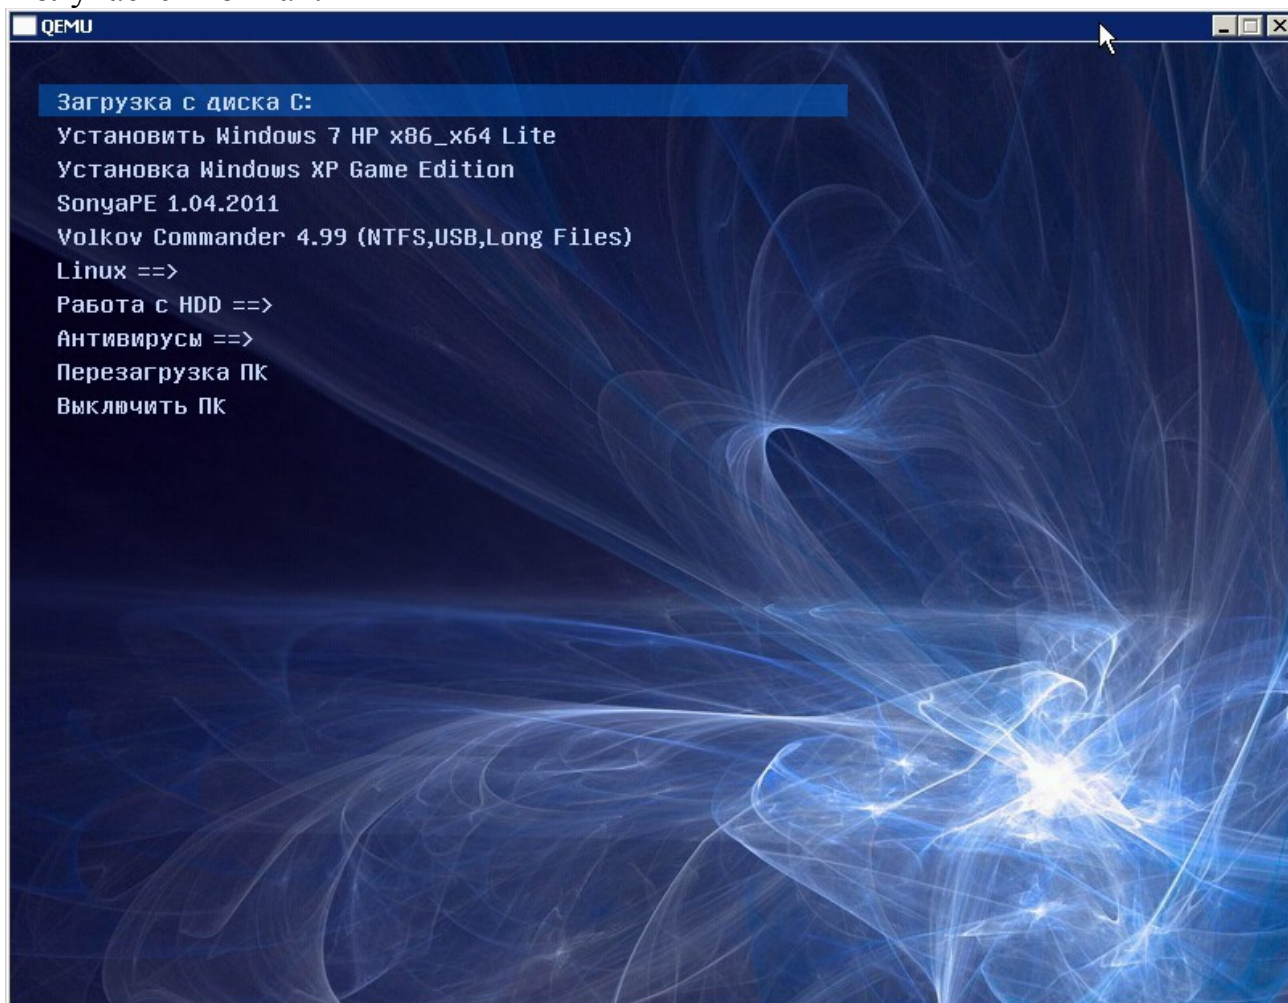 QEMU
Загрузка с диска C:
Установить Windows 7 HP x86_x64 Lite
Установка Windows XP Game Edition
SonyaPE 1.04.2011
Volkov Commander 4.99 (NTFS,USB,Long Files)
Linux ==>
Работа с HDD ==>
Антивирусы ==>
Перезагрузка ПК
Выключить ПК